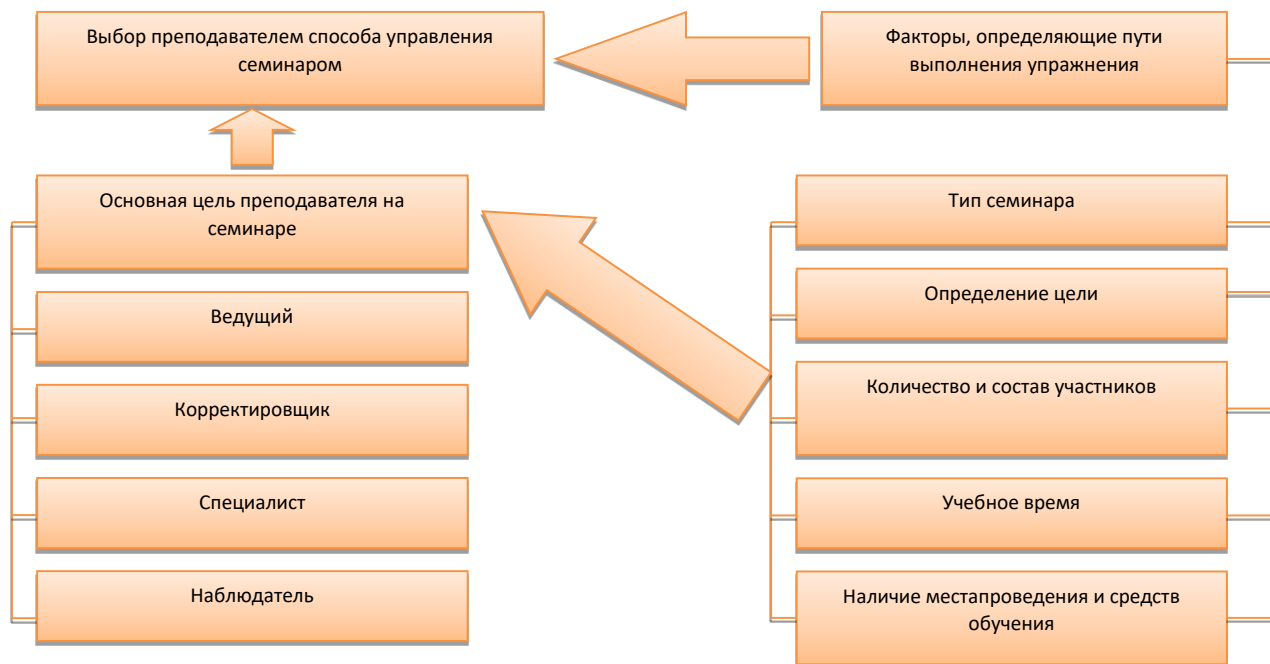 Выбор преподавателем способа управления
семинаром
Факторы, определяющие пути
выполнения упражнения
Основная цель преподавателя на
семинаре
Ведущий
Корректировщик
Специалист
Наблюдатель
Тип семинара
Определение цели
Количество и состав участников
Учебное время
Наличие местапроведения и средств
обучения